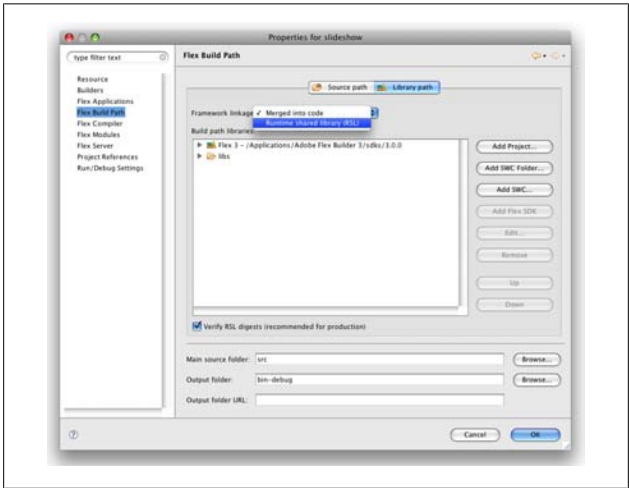 Properties for slideshow
type filter text
Flex Build Path
Resource
Builders
Flex Applications
Flex Build Path
Flex Compiler
Flex Modules
Flex Server
Project References
Run/Debug Settings
Source path
Library path
Framework linkage
✓ Merged into code
Runtime shared library (RSL)
Build path libraries
Flex 3 - /Applications/Adobe Flex Builder 3/sdks/3.0.0
libs
Add Project...
Add SWC Folder...
Add SWC...
Add Flex SDK
Edit...
Remove
Up
Down
Verify RSL digests (recommended for production)
Main source folder: src
Browse...
Output folder: bin-debug
Browse...
Output folder URL:
?
Cancel
OK